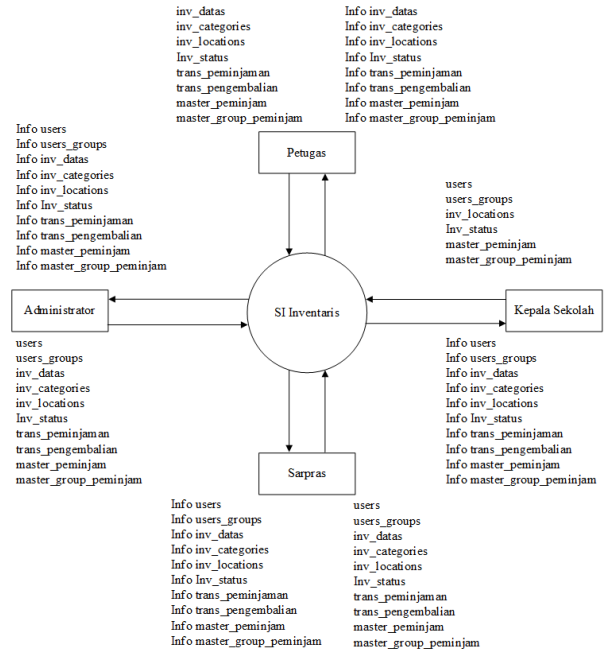 inv_datas
inv_categories
inv_locations
Inv_status
trans_peminjaman
trans_pengembalian
master_peminjam
master_group_peminjam
Info inv_datas
Info inv_categories
Info inv_locations
Info Inv_status
Info trans_peminjaman
Info trans_pengembalian
Info master_peminjam
Info master_group_peminjam
Petugas
Info users
Info users_groups
Info inv_datas
Info inv_categories
Info inv_locations
Info Inv_status
Info trans_peminjaman
Info trans_pengembalian
Info master_peminjam
Info master_group_peminjam
users
users_groups
inv_locations
Inv_status
master_peminjam
master_group_peminjam
Administrator
SI Inventaris
Kepala Sekolah
users
users_groups
inv_datas
inv_categories
inv_locations
Inv_status
trans_peminjaman
trans_pengembalian
master_peminjam
master_group_peminjam
Info users
Info users_groups
Info inv_datas
Info inv_categories
Info inv_locations
Info Inv_status
Info trans_peminjaman
Info trans_pengembalian
Info master_peminjam
Info master_group_peminjam
Sarpras
Info users
Info users_groups
Info inv_datas
Info inv_categories
Info inv_locations
Info Inv_status
Info trans_peminjaman
Info trans_pengembalian
Info master_peminjam
Info master_group_peminjam
users
users_groups
inv_datas
inv_categories
inv_locations
Inv_status
trans_peminjaman
trans_pengembalian
master_peminjam
master_group_peminjam